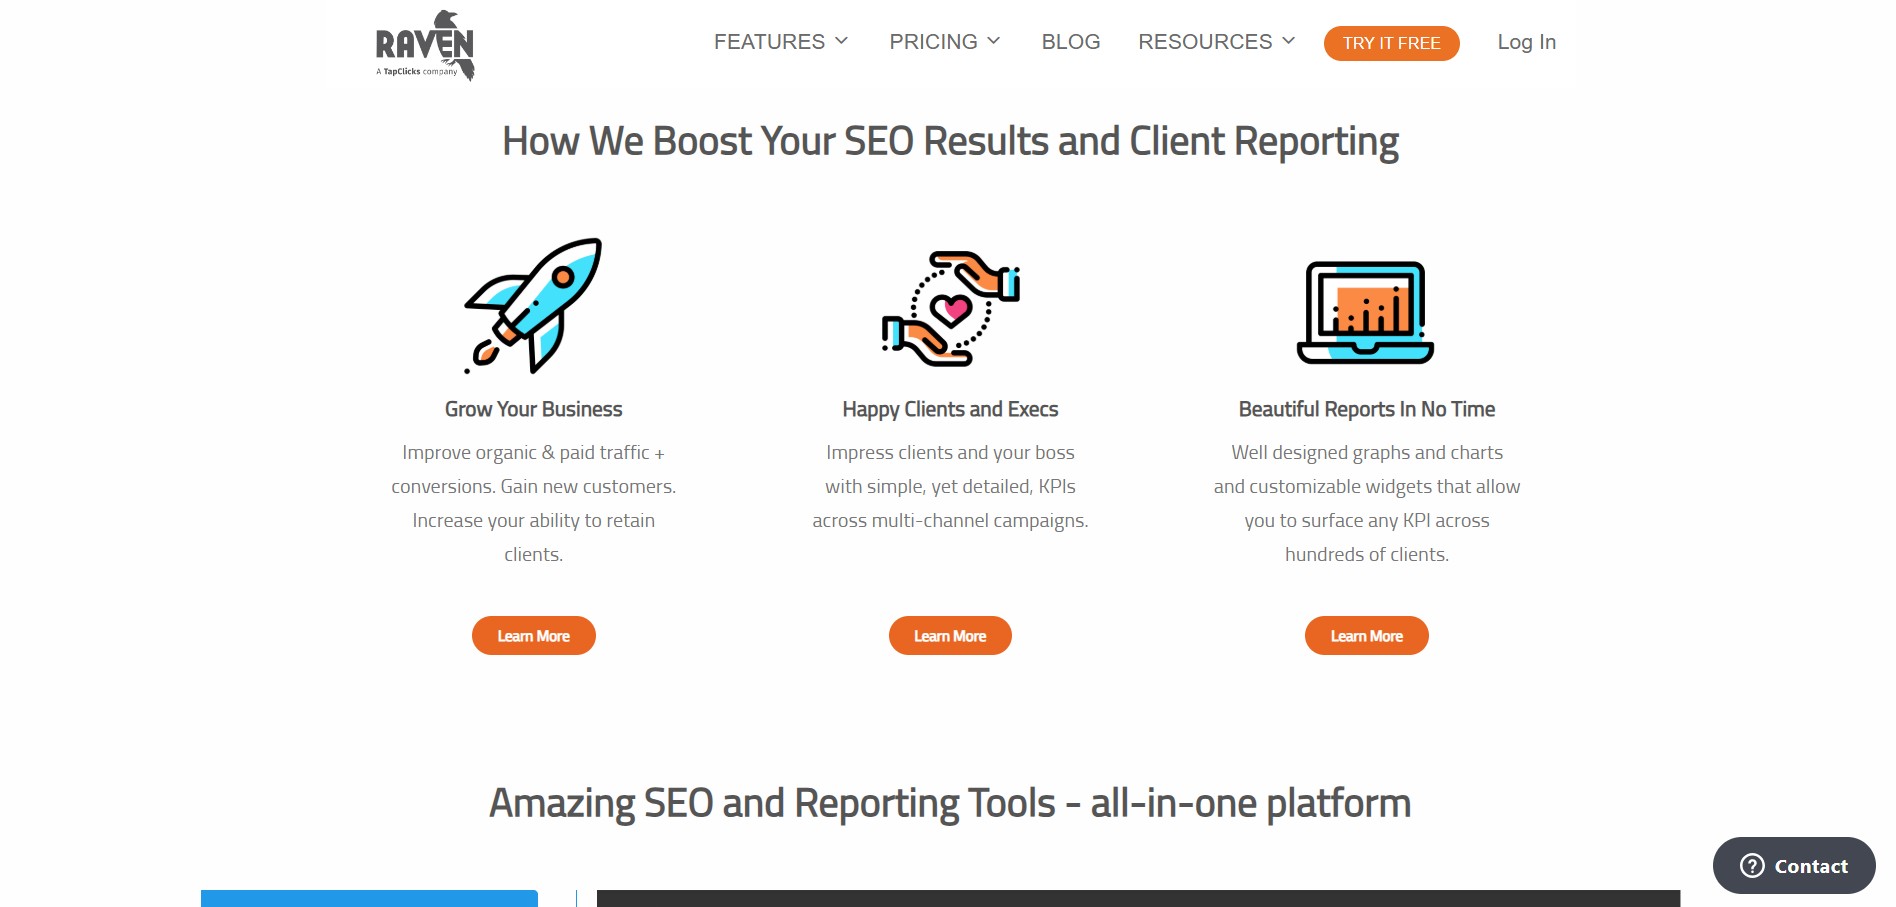 RAVEN
A TapClicks company
FEATURES
PRICING
BLOG
RESOURCES
TRY IT FREE
Log In
How We Boost Your SEO Results and Client Reporting
Grow Your Business
Improve organic & paid traffic +
conversions. Gain new customers.
Increase your ability to retain
clients.
Learn More
Happy Clients and Execs
Impress clients and your boss
with simple, yet detailed, KPIs
across multi-channel campaigns.
Learn More
Beautiful Reports In No Time
Well designed graphs and charts
and customizable widgets that allow
you to surface any KPI across
hundreds of clients.
Learn More
Amazing SEO and Reporting Tools - all-in-one platform
Contact